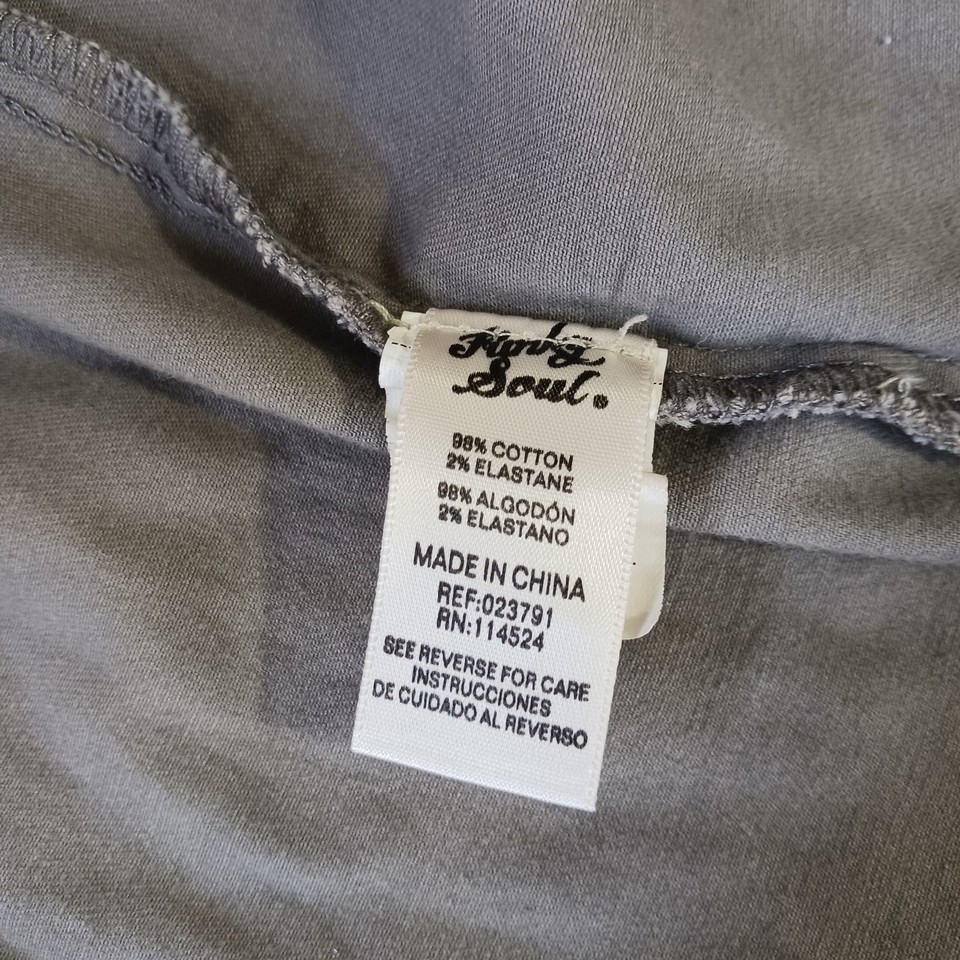 Funky
Soul.
98% COTTON
2% ELASTANE
98% ALGODÓN
2% ELASTANO
MADE IN CHINA
REF:023791
RN:114524
SEE REVERSE FOR CARE
INSTRUCCIONES
DE CUIDADO AL REVERSO